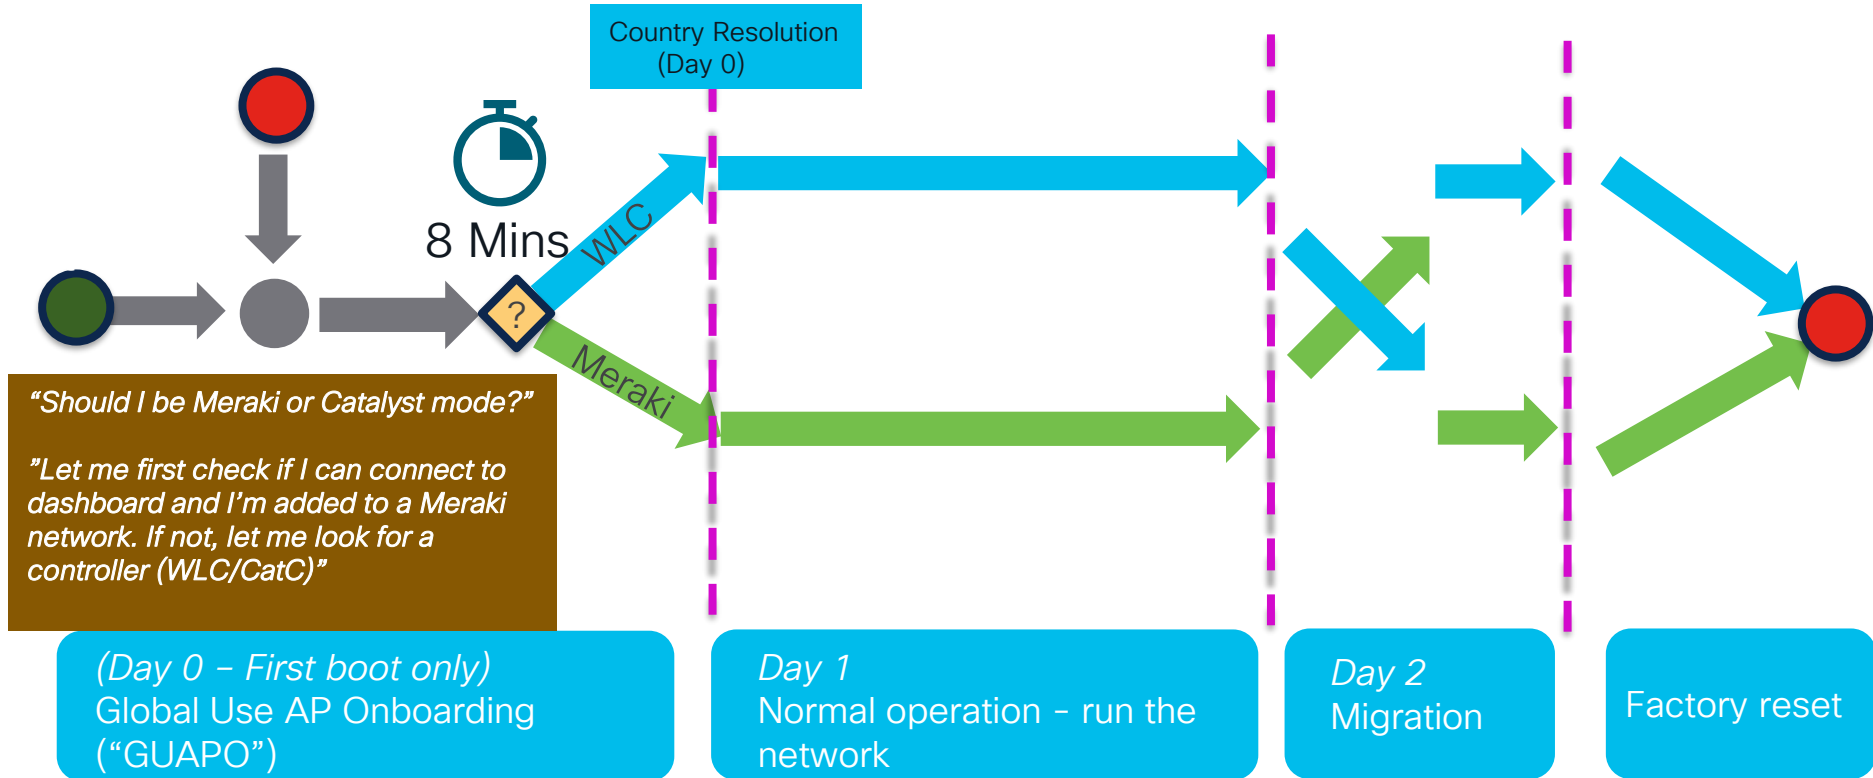 Country Resolution
(Day 0)
8 Mins
WLC
?
Meraki
“Should I be Meraki or Catalyst mode?”
”Let me first check if I can connect to
dashboard and I’m added to a Meraki
network. If not, let me look for a
controller (WLC/CatC)”
(Day 0 – First boot only)
Global Use AP Onboarding
(“GUAPO”)
Day 1
Normal operation – run the
network
Day 2
Migration
Factory reset